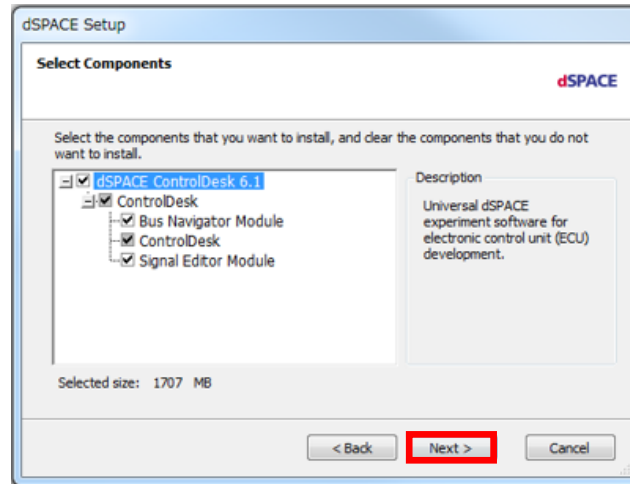 dSPACE Setup
Select Components
dSPACE
Select the components that you want to install, and clear the components that you do not
want to install.
dSPACE ControlDesk 6.1
ControlDesk
Bus Navigator Module
ControlDesk
Signal Editor Module
Description
Universal dSPACE
experiment software for
electronic control unit (ECU)
development.
Selected size: 1707 MB
< Back
Next >
Cancel